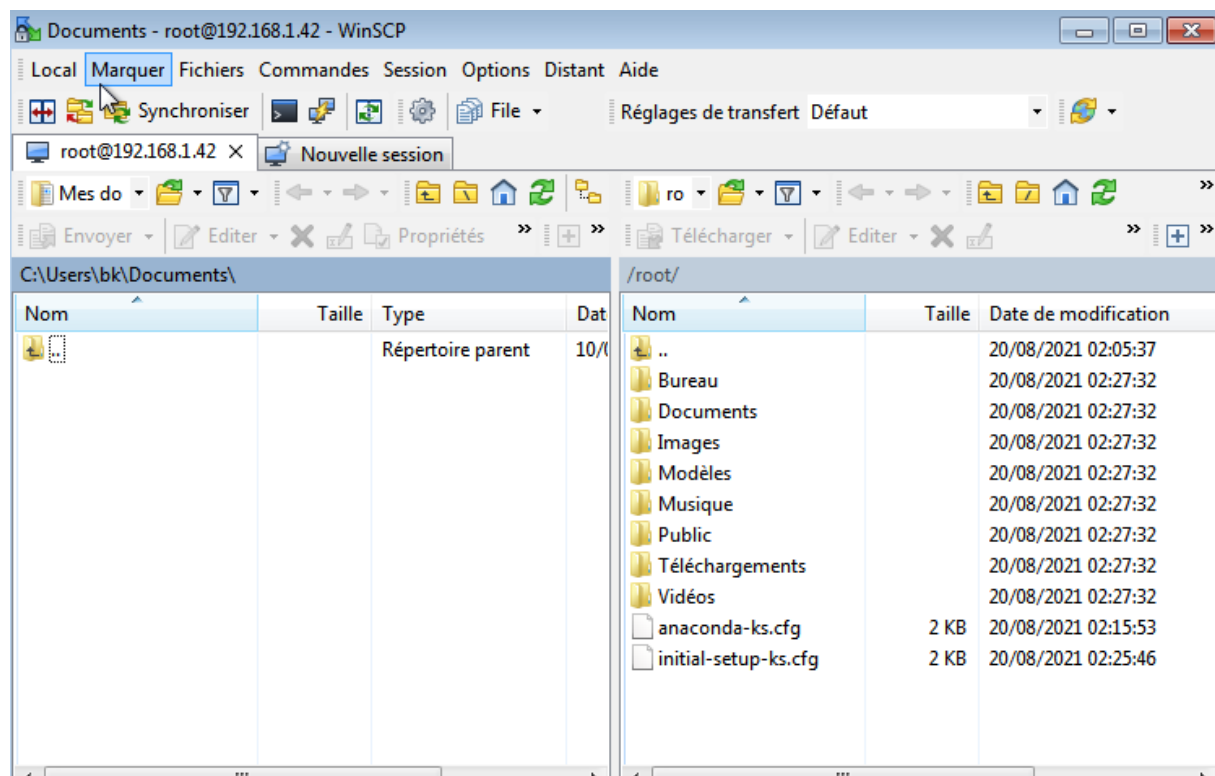 Documents - root@192.168.1.42 - WinSCP
Local Marquer Fichiers Commandes Session Options Distant Aide
Synchroniser File Réglages de transfert Défaut
root@192.168.1.42 Nouvelle session
Mes do ro
Envoyer Editer Propriétés Télécharger Editer
C:\Users\bk\Documents\ /root/
Nom Taille Type Dat Nom Taille Date de modification
.. Répertoire parent 10/ .. 20/08/2021 02:05:37
Bureau 20/08/2021 02:27:32
Documents 20/08/2021 02:27:32
Images 20/08/2021 02:27:32
Modèles 20/08/2021 02:27:32
Musique 20/08/2021 02:27:32
Public 20/08/2021 02:27:32
Téléchargements 20/08/2021 02:27:32
Vidéos 20/08/2021 02:27:32
anaconda-ks.cfg 2 KB 20/08/2021 02:15:53
initial-setup-ks.cfg 2 KB 20/08/2021 02:25:46